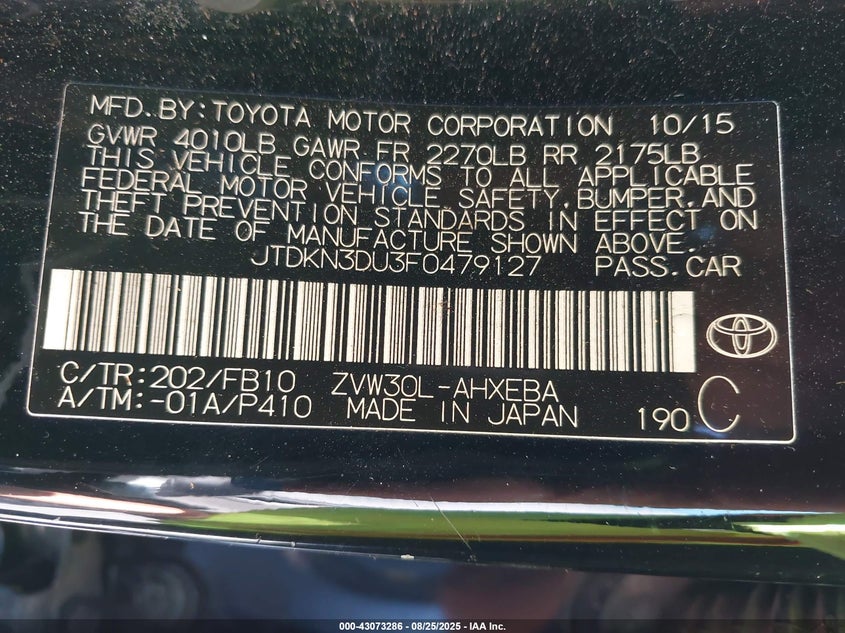 MFD.BY:TOYOTA MOTOR CORPORATION 10/15
GVWR 4010LB GAWR FR 2270LB RR 2175LB
THIS VEHICLE CONFORMS TO ALL APPLICABLE
FEDERAL MOTOR VEHICLE SAFETY,BUMPER,AND
THEFT PREVENTION STANDARDS IN EFFECT ON
THE DATE OF MANUFACTURE SHOWN ABOVE.
JTDKN3DU3F0479127 PASS.CAR
C/TR:202/FB10 ZVW30L-AHXEBA
A/TM:-01A/P410 MADE IN JAPAN 190 C
000-43073286 - 08/25/2025 - IAA Inc.